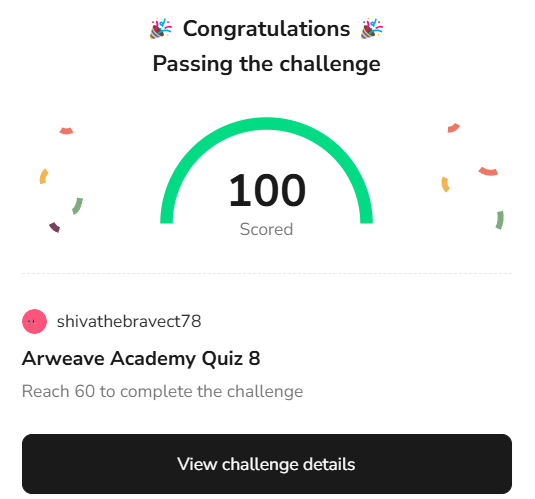 🎉 Congratulations 🎉
Passing the challenge
100
Scored
shivathebravect78
Arweave Academy Quiz 8
Reach 60 to complete the challenge
View challenge details